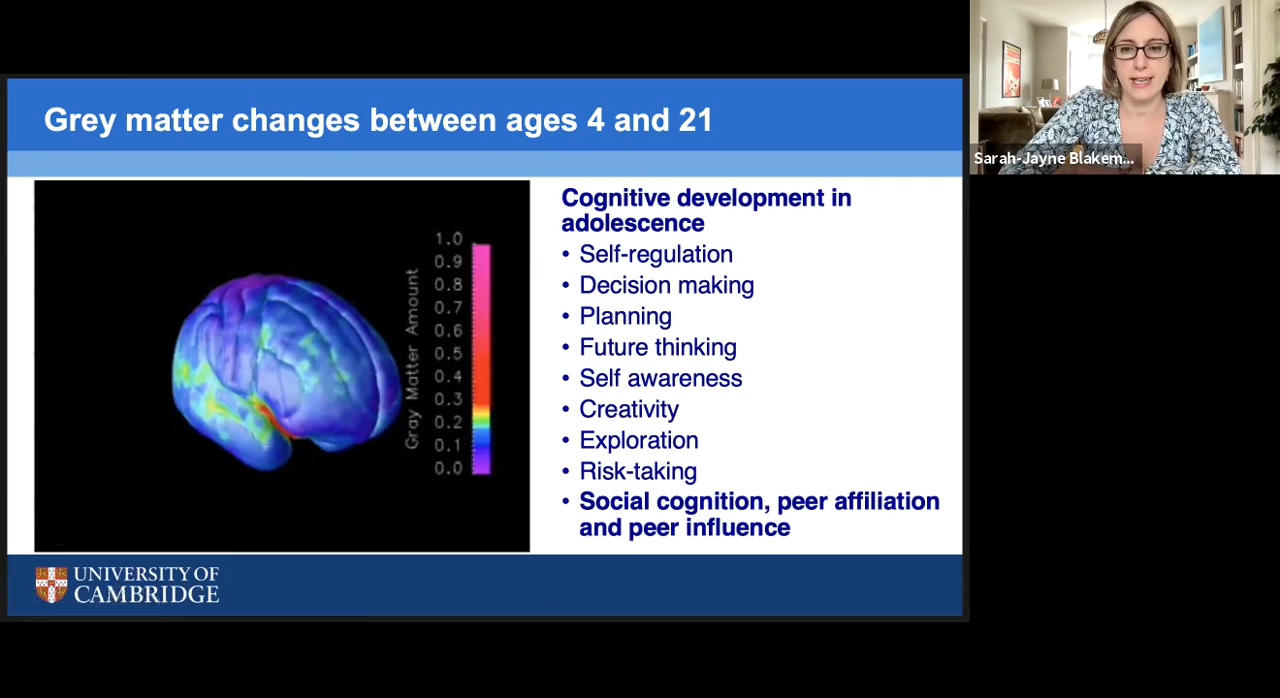 Grey matter changes between ages 4 and 21
Sarah-Jayne Blakem...
Gray Matter Amount
1.0
0.9
0.8
0.7
0.6
0.5
0.4
0.3
0.2
0.1
0.0
Cognitive development in
adolescence
• Self-regulation
• Decision making
• Planning
• Future thinking
• Self awareness
• Creativity
• Exploration
• Risk-taking
• Social cognition, peer affiliation
and peer influence
UNIVERSITY OF
CAMBRIDGE